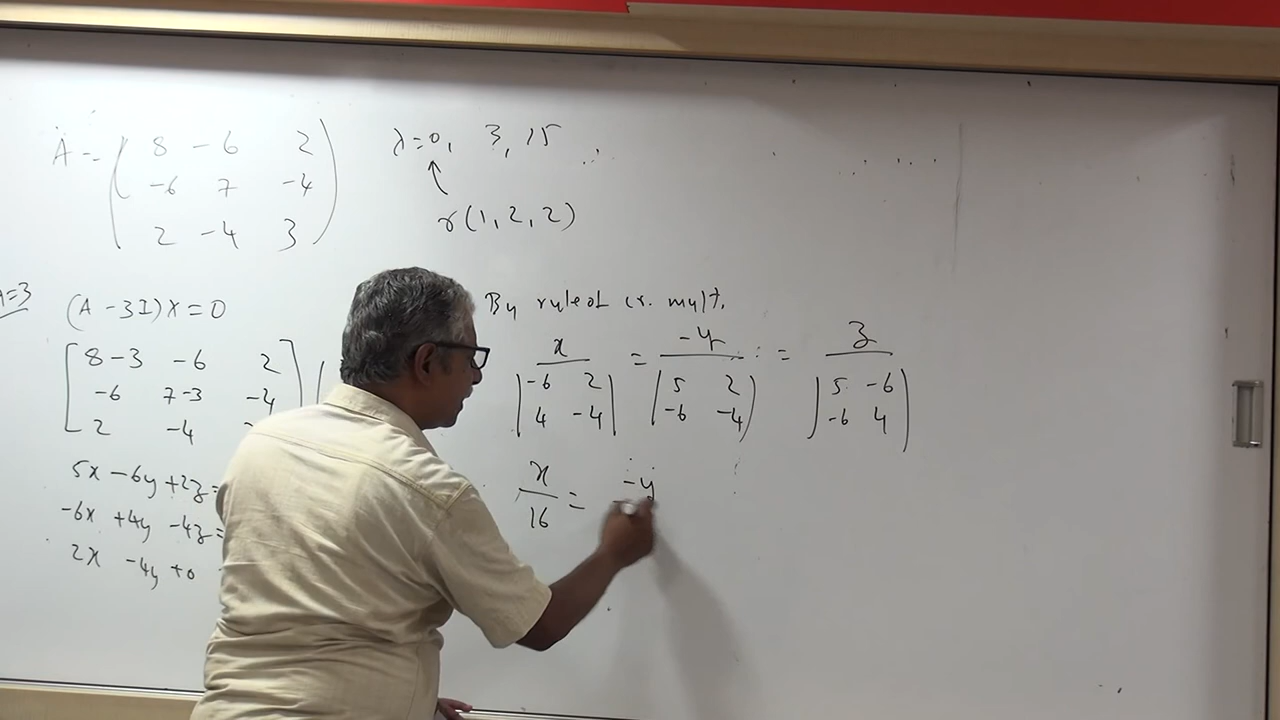 A = ( 8 -6 2
-6 7 -4
2 -4 3 )
λ=0, 3, 15
r(1, 2, 2)
=3
(A - 3I)X = 0
[ 8-3 -6 2 ]
-6 7-3 -4
2 -4
5x - 6y + 2z =
-6x + 4y - 4z =
2x - 4y + 0
By rule of cr. mult.
x / | -6 2 | = -y / | 5 2 | = z / | 5 -6 |
| 4 -4 | | -6 -4 | | -6 4 |
x / 16 = -y